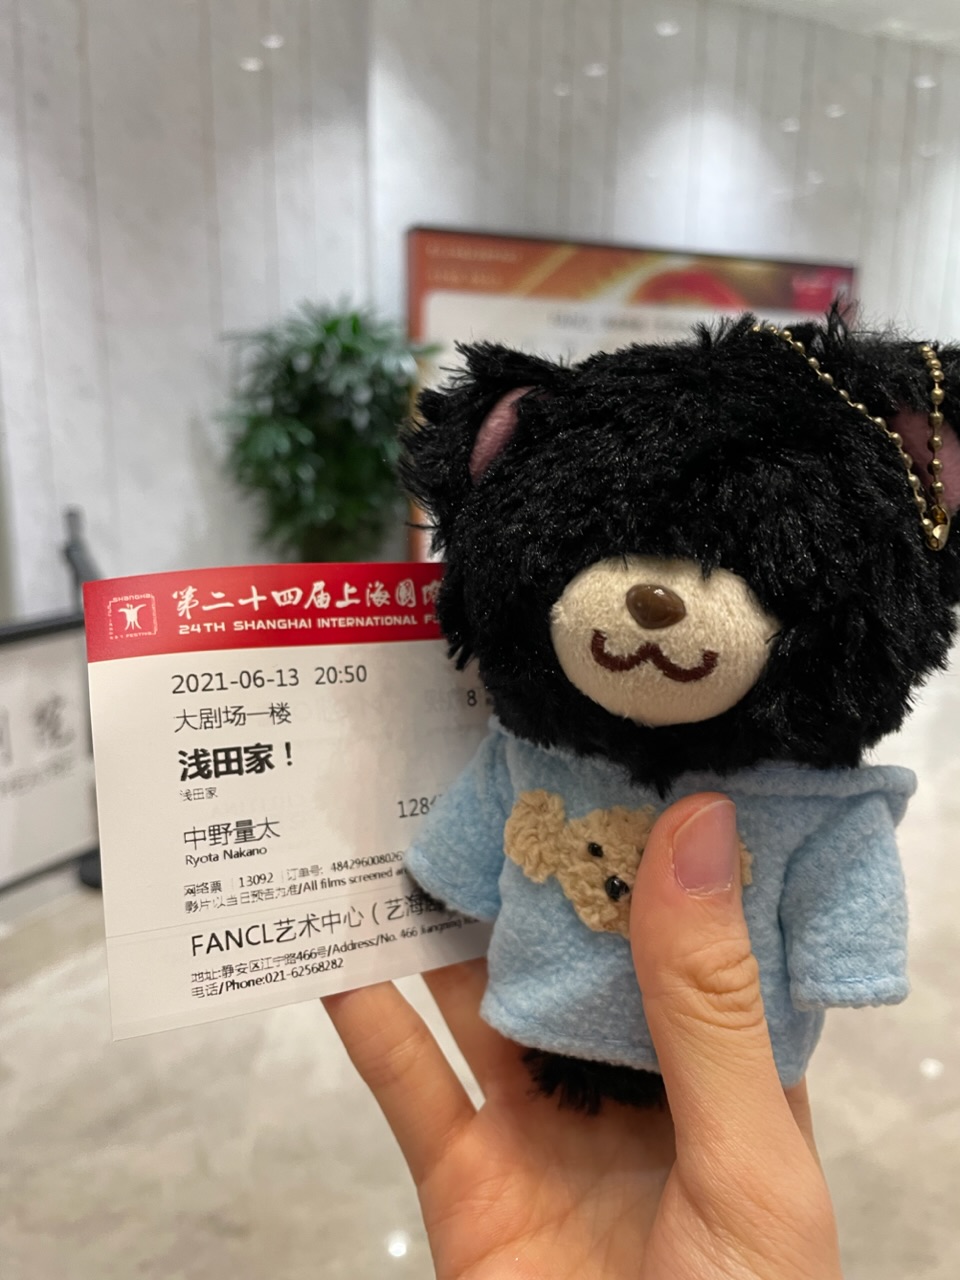 第二十四届上海国
24TH SHANGHAI INTERNATIONAL
2021-06-13 20:50
8
大剧场一楼
浅田家！
浅田家
128
中野量太
Ryota Nakano
网络票 13092 订单号: 48429600802
影片以当日预告为准/All films screened
FANCL艺术中心（艺海
地址:静安区江宁路466号/Address/No. 466 Jiangning
电话/Phone:021-62568282